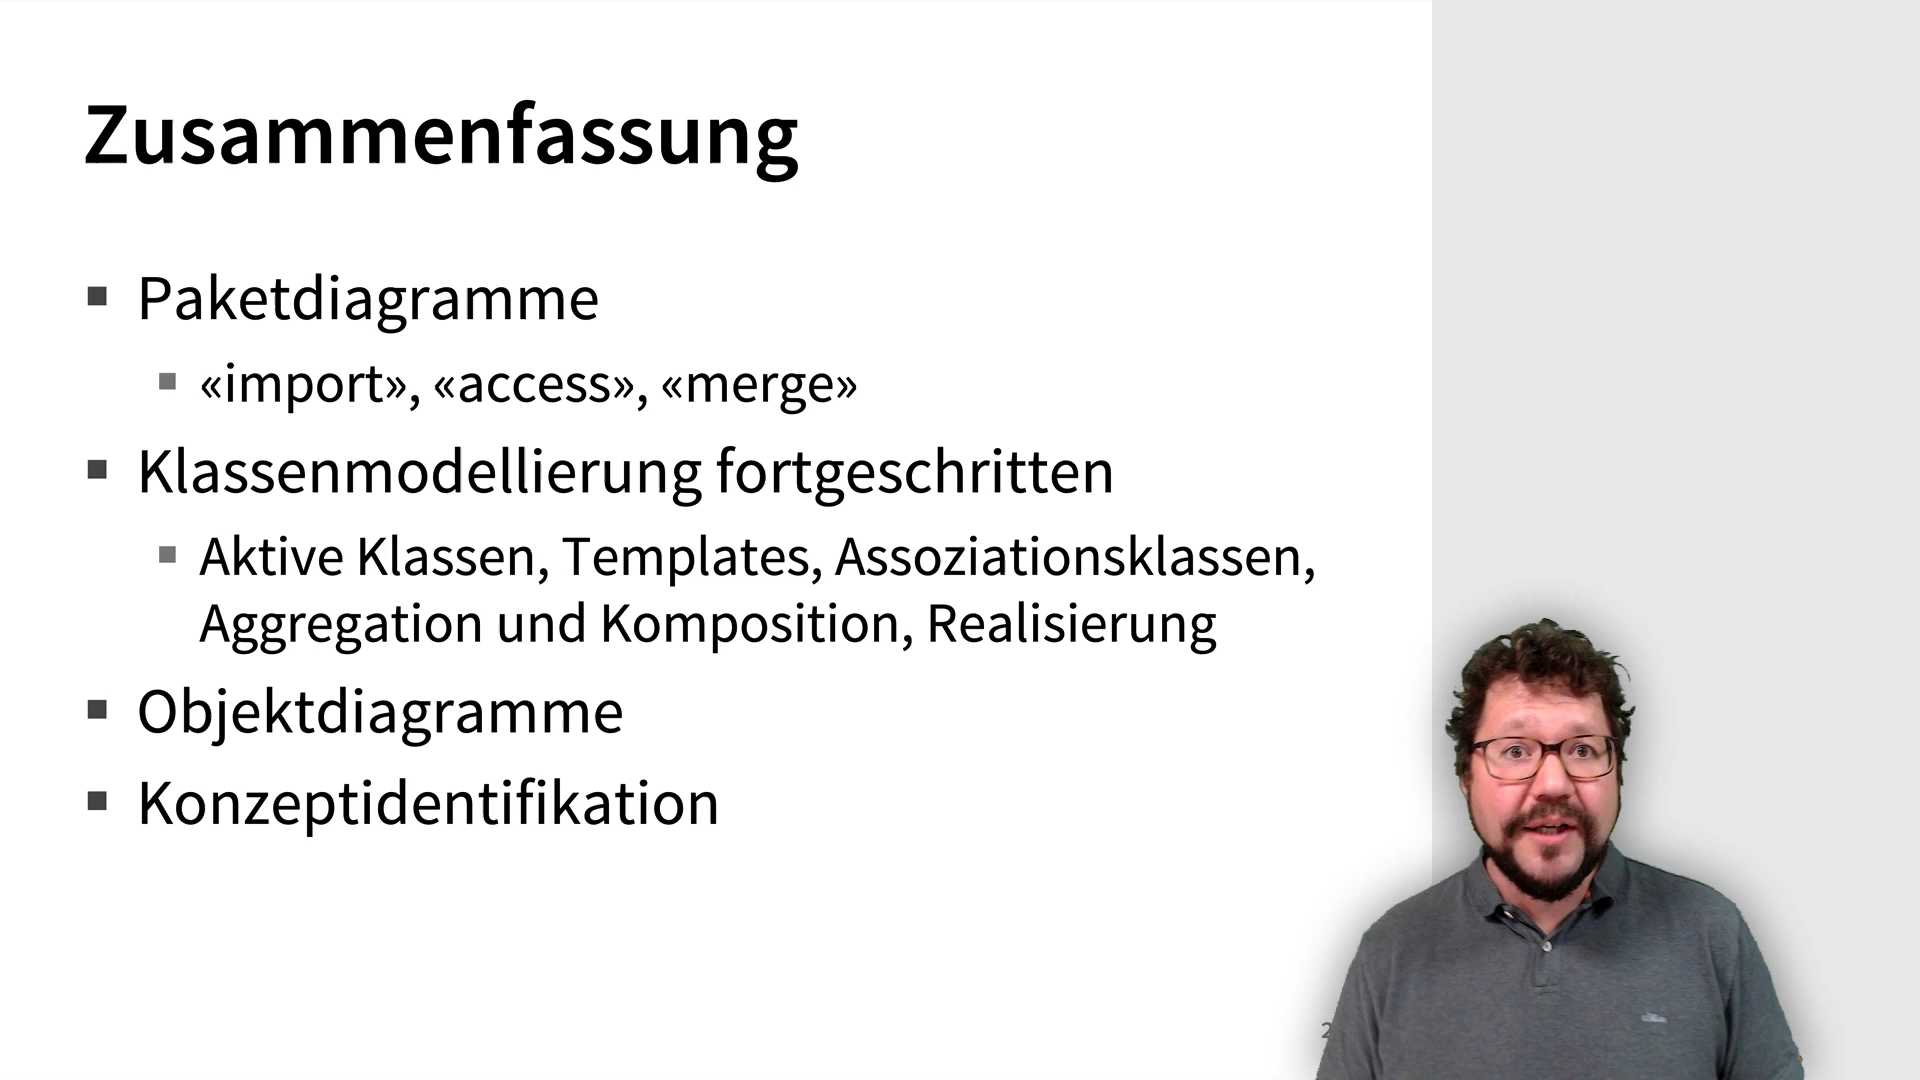 Zusammenfassung
Paketdiagramme
«import», «access», «merge»
Klassenmodellierung fortgeschritten
Aktive Klassen, Templates, Assoziationsklassen,
Aggregation und Komposition, Realisierung
Objektdiagramme
Konzeptidentifikation